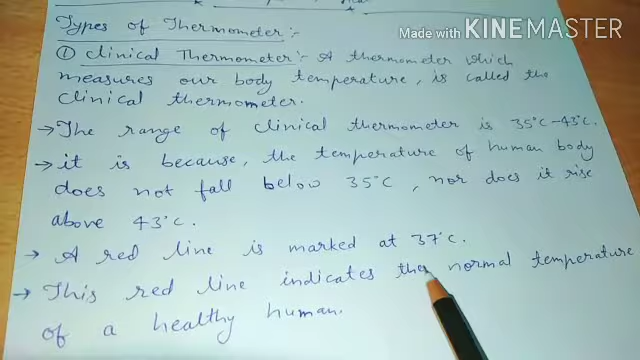 Made with KINEMASTER
Types of Thermometer :-
① Clinical Thermometer :- A thermometer which
measures our body temperature, is called the
clinical thermometer.
→ The range of clinical thermometer is 35°C-43°C.
→ it is because, the temperature of human body
does not fall below 35°C, nor does it rise
above 43°C.
→ A red line is marked at 37°C.
→ This red line indicates the normal temperature
of a healthy human.